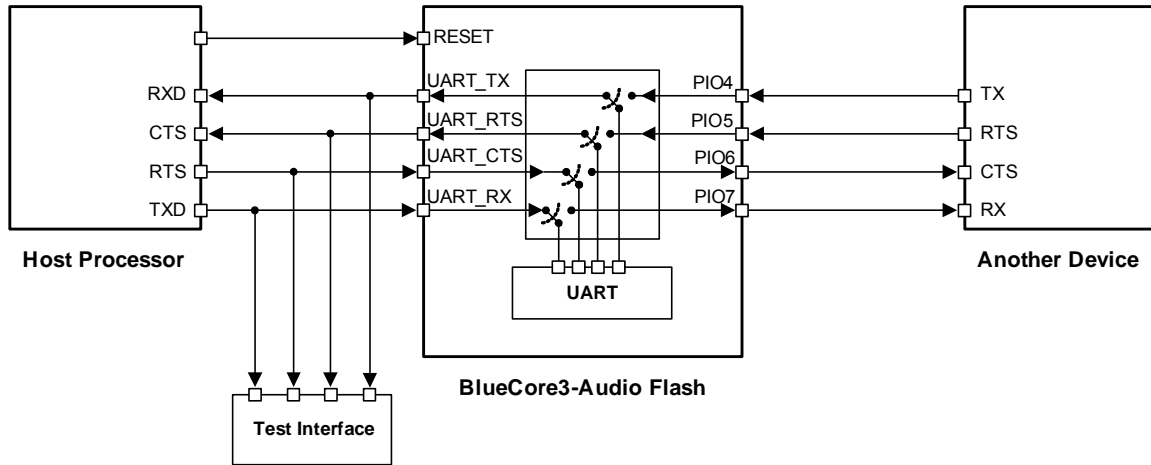 RESET
RXD UART_TX PIO4 TX
CTS UART_RTS PIO5 RTS
RTS UART_CTS PIO6 CTS
TXD UART_RX PIO7 RX
Host Processor
Another Device
UART
BlueCore3-Audio Flash
Test Interface